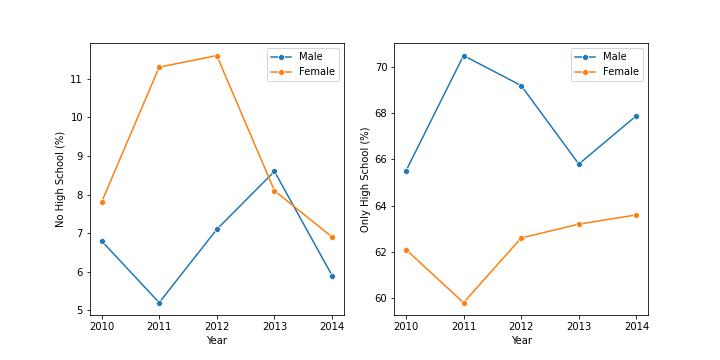 No High School (%)
11
10
9
8
7
6
5
2010 2011 2012 2013 2014
Year
Male
Female
Only High School (%)
70
68
66
64
62
60
2010 2011 2012 2013 2014
Year
Male
Female